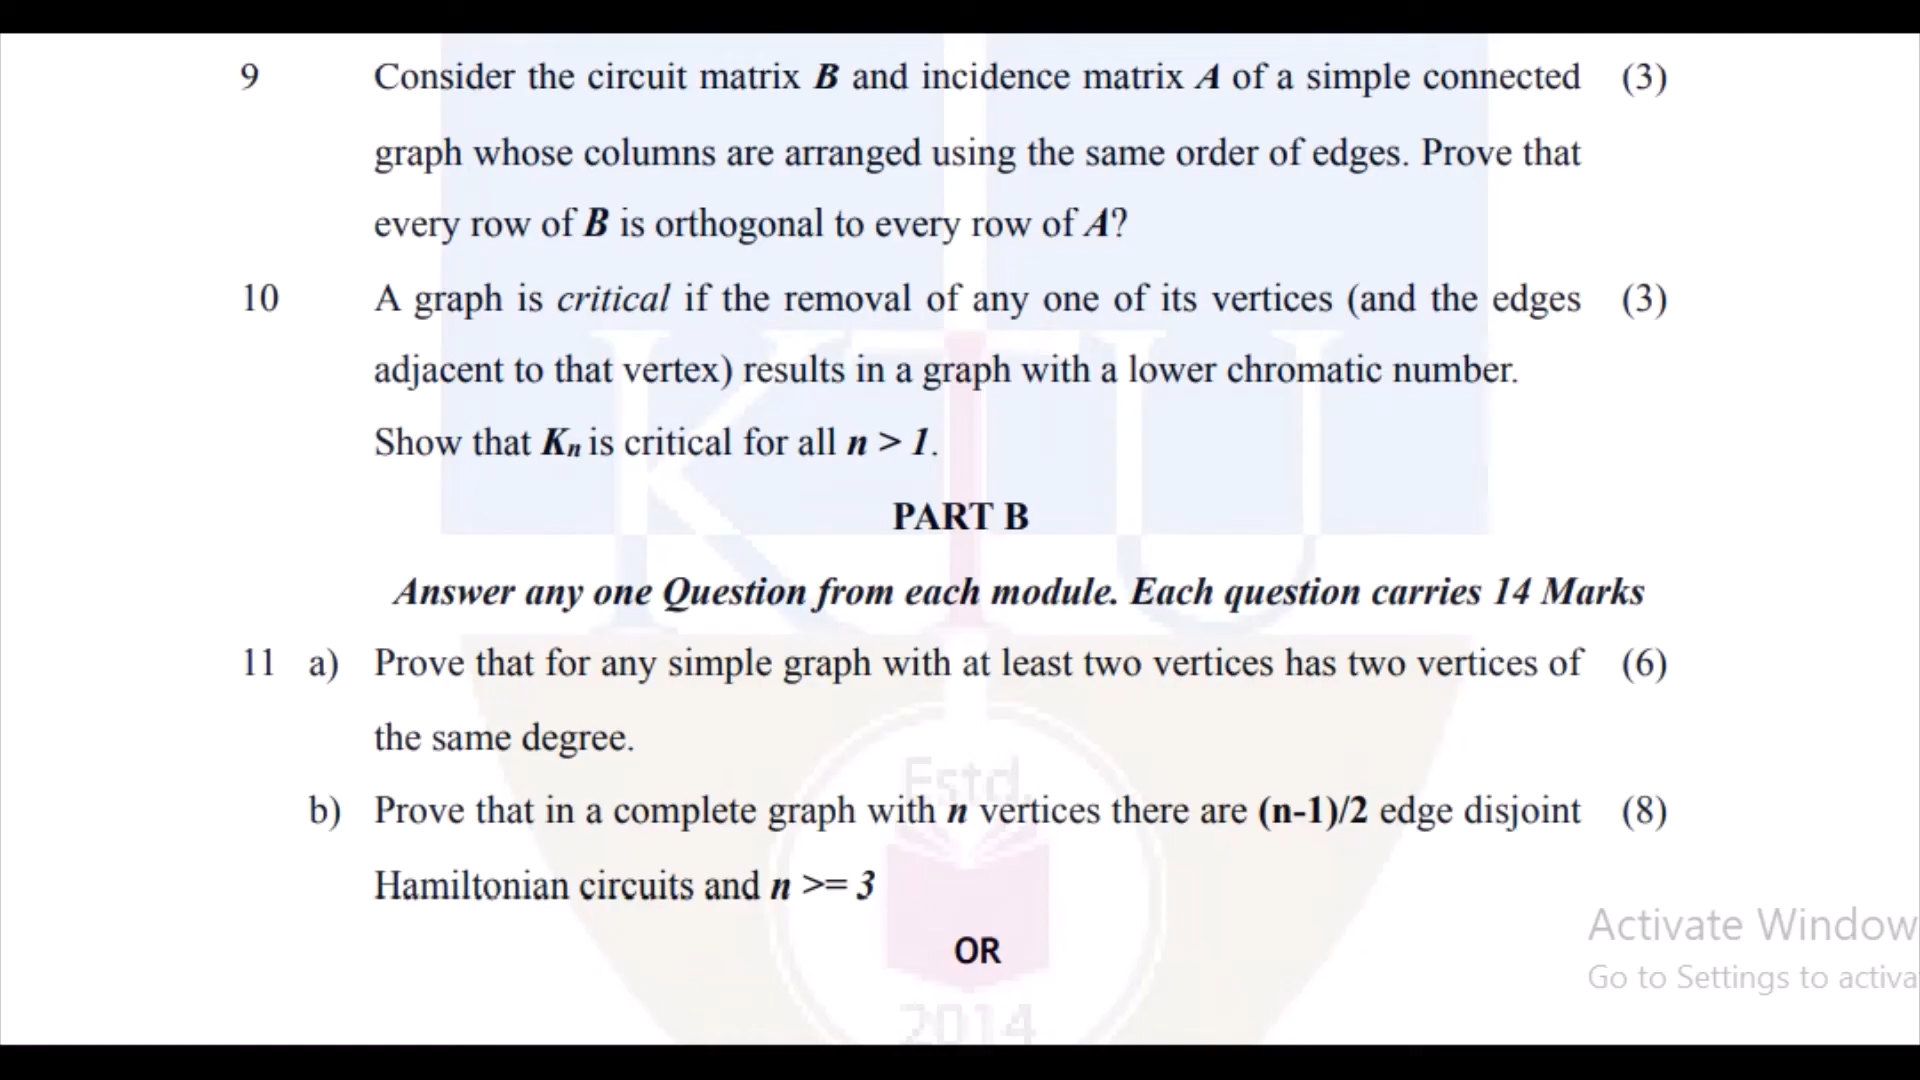 9 Consider the circuit matrix B and incidence matrix A of a simple connected (3)
graph whose columns are arranged using the same order of edges. Prove that
every row of B is orthogonal to every row of A?
10 A graph is critical if the removal of any one of its vertices (and the edges (3)
adjacent to that vertex) results in a graph with a lower chromatic number.
Show that Kn is critical for all n > 1.
PART B
Answer any one Question from each module. Each question carries 14 Marks
11 a) Prove that for any simple graph with at least two vertices has two vertices of (6)
the same degree.
b) Prove that in a complete graph with n vertices there are (n-1)/2 edge disjoint (8)
Hamiltonian circuits and n >= 3
OR
KTU
Estd.
2014
Activate Window
Go to Settings to activa